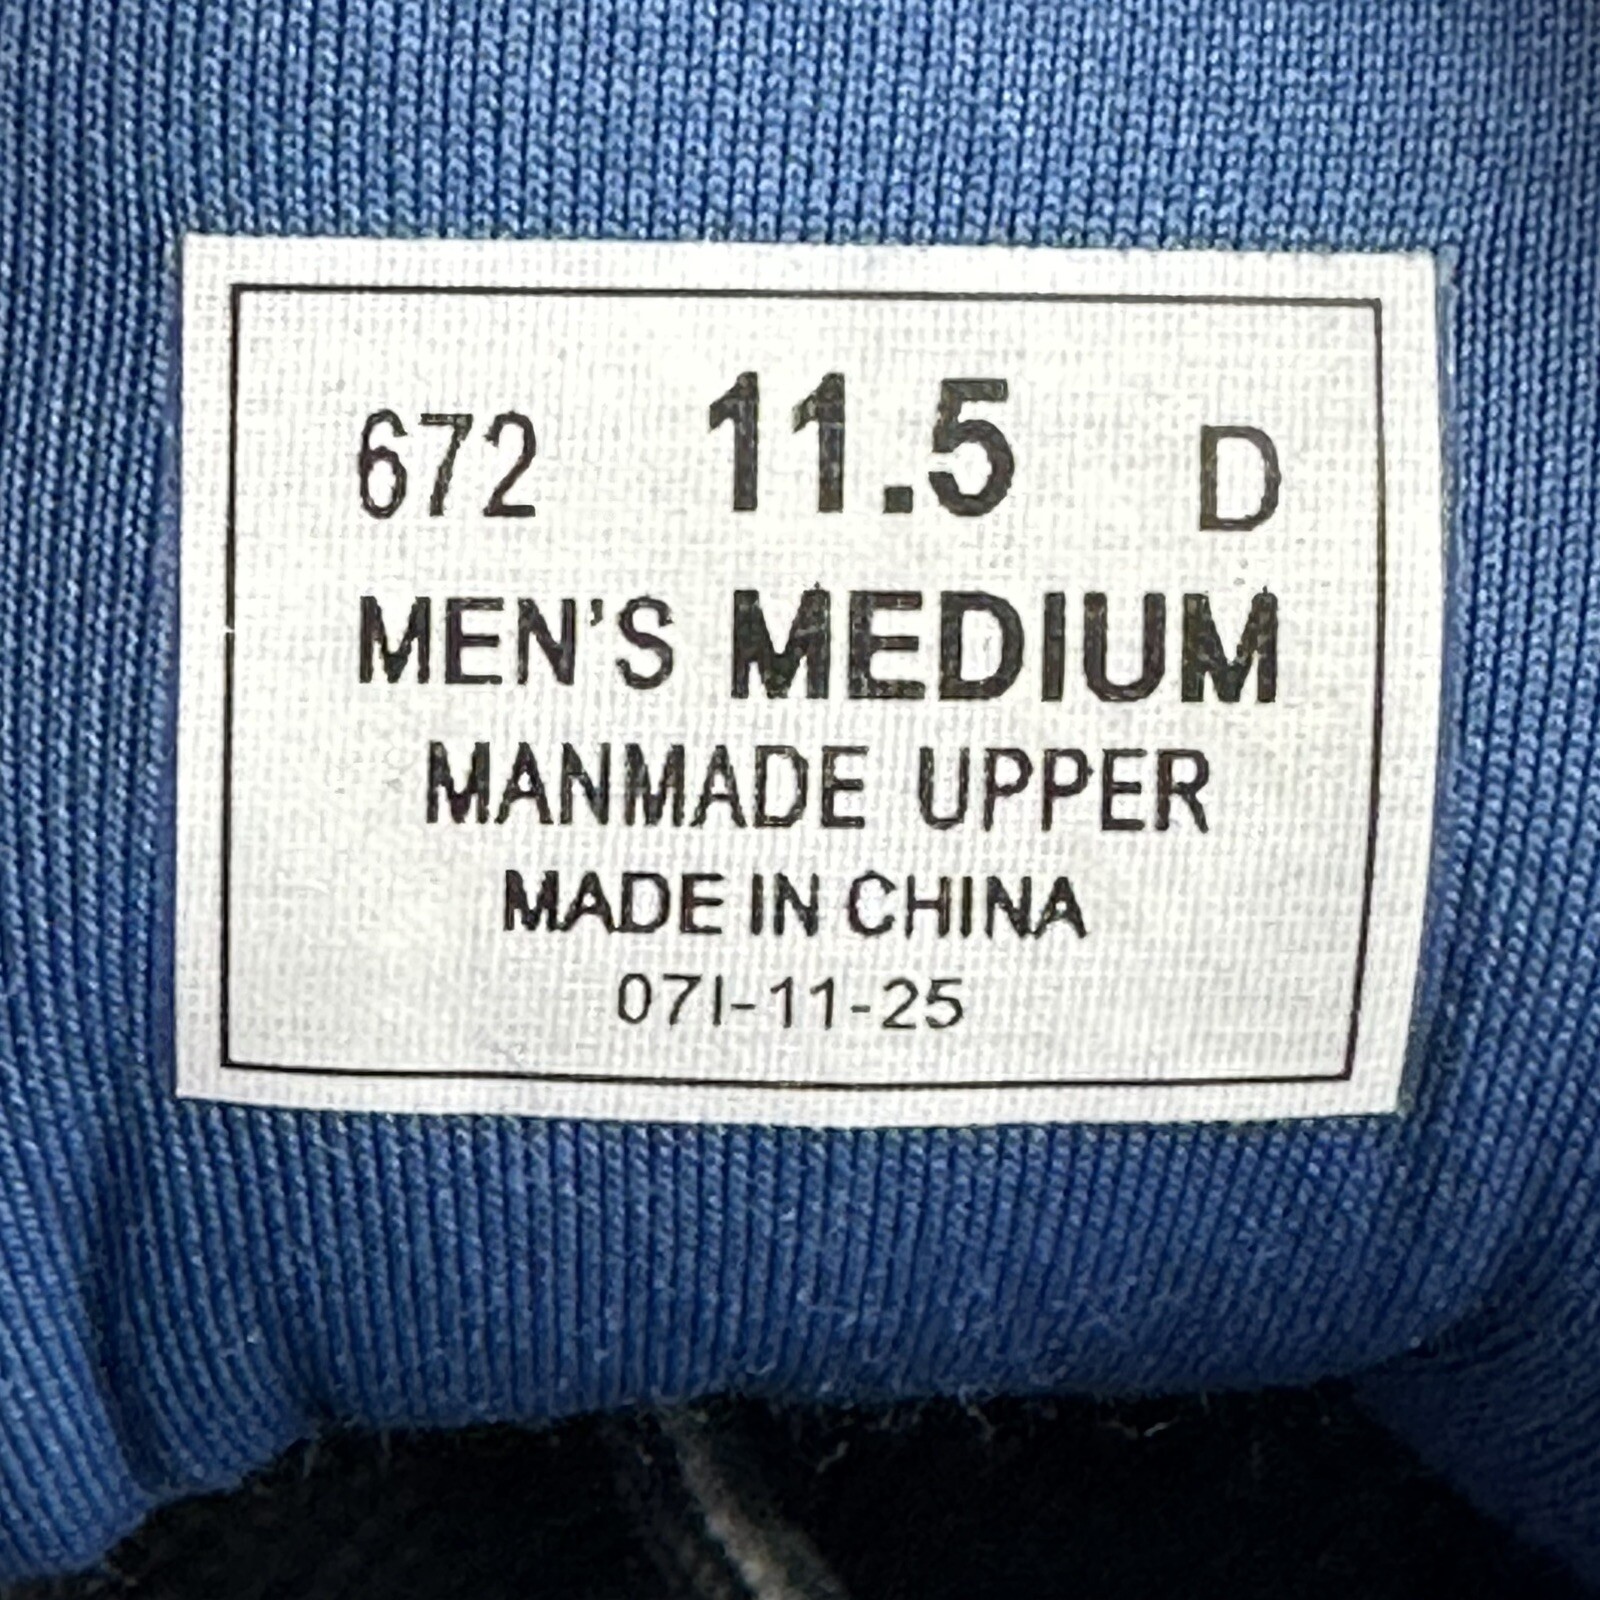 672 11.5 D
MEN'S MEDIUM
MANMADE UPPER
MADE IN CHINA
07I-11-25